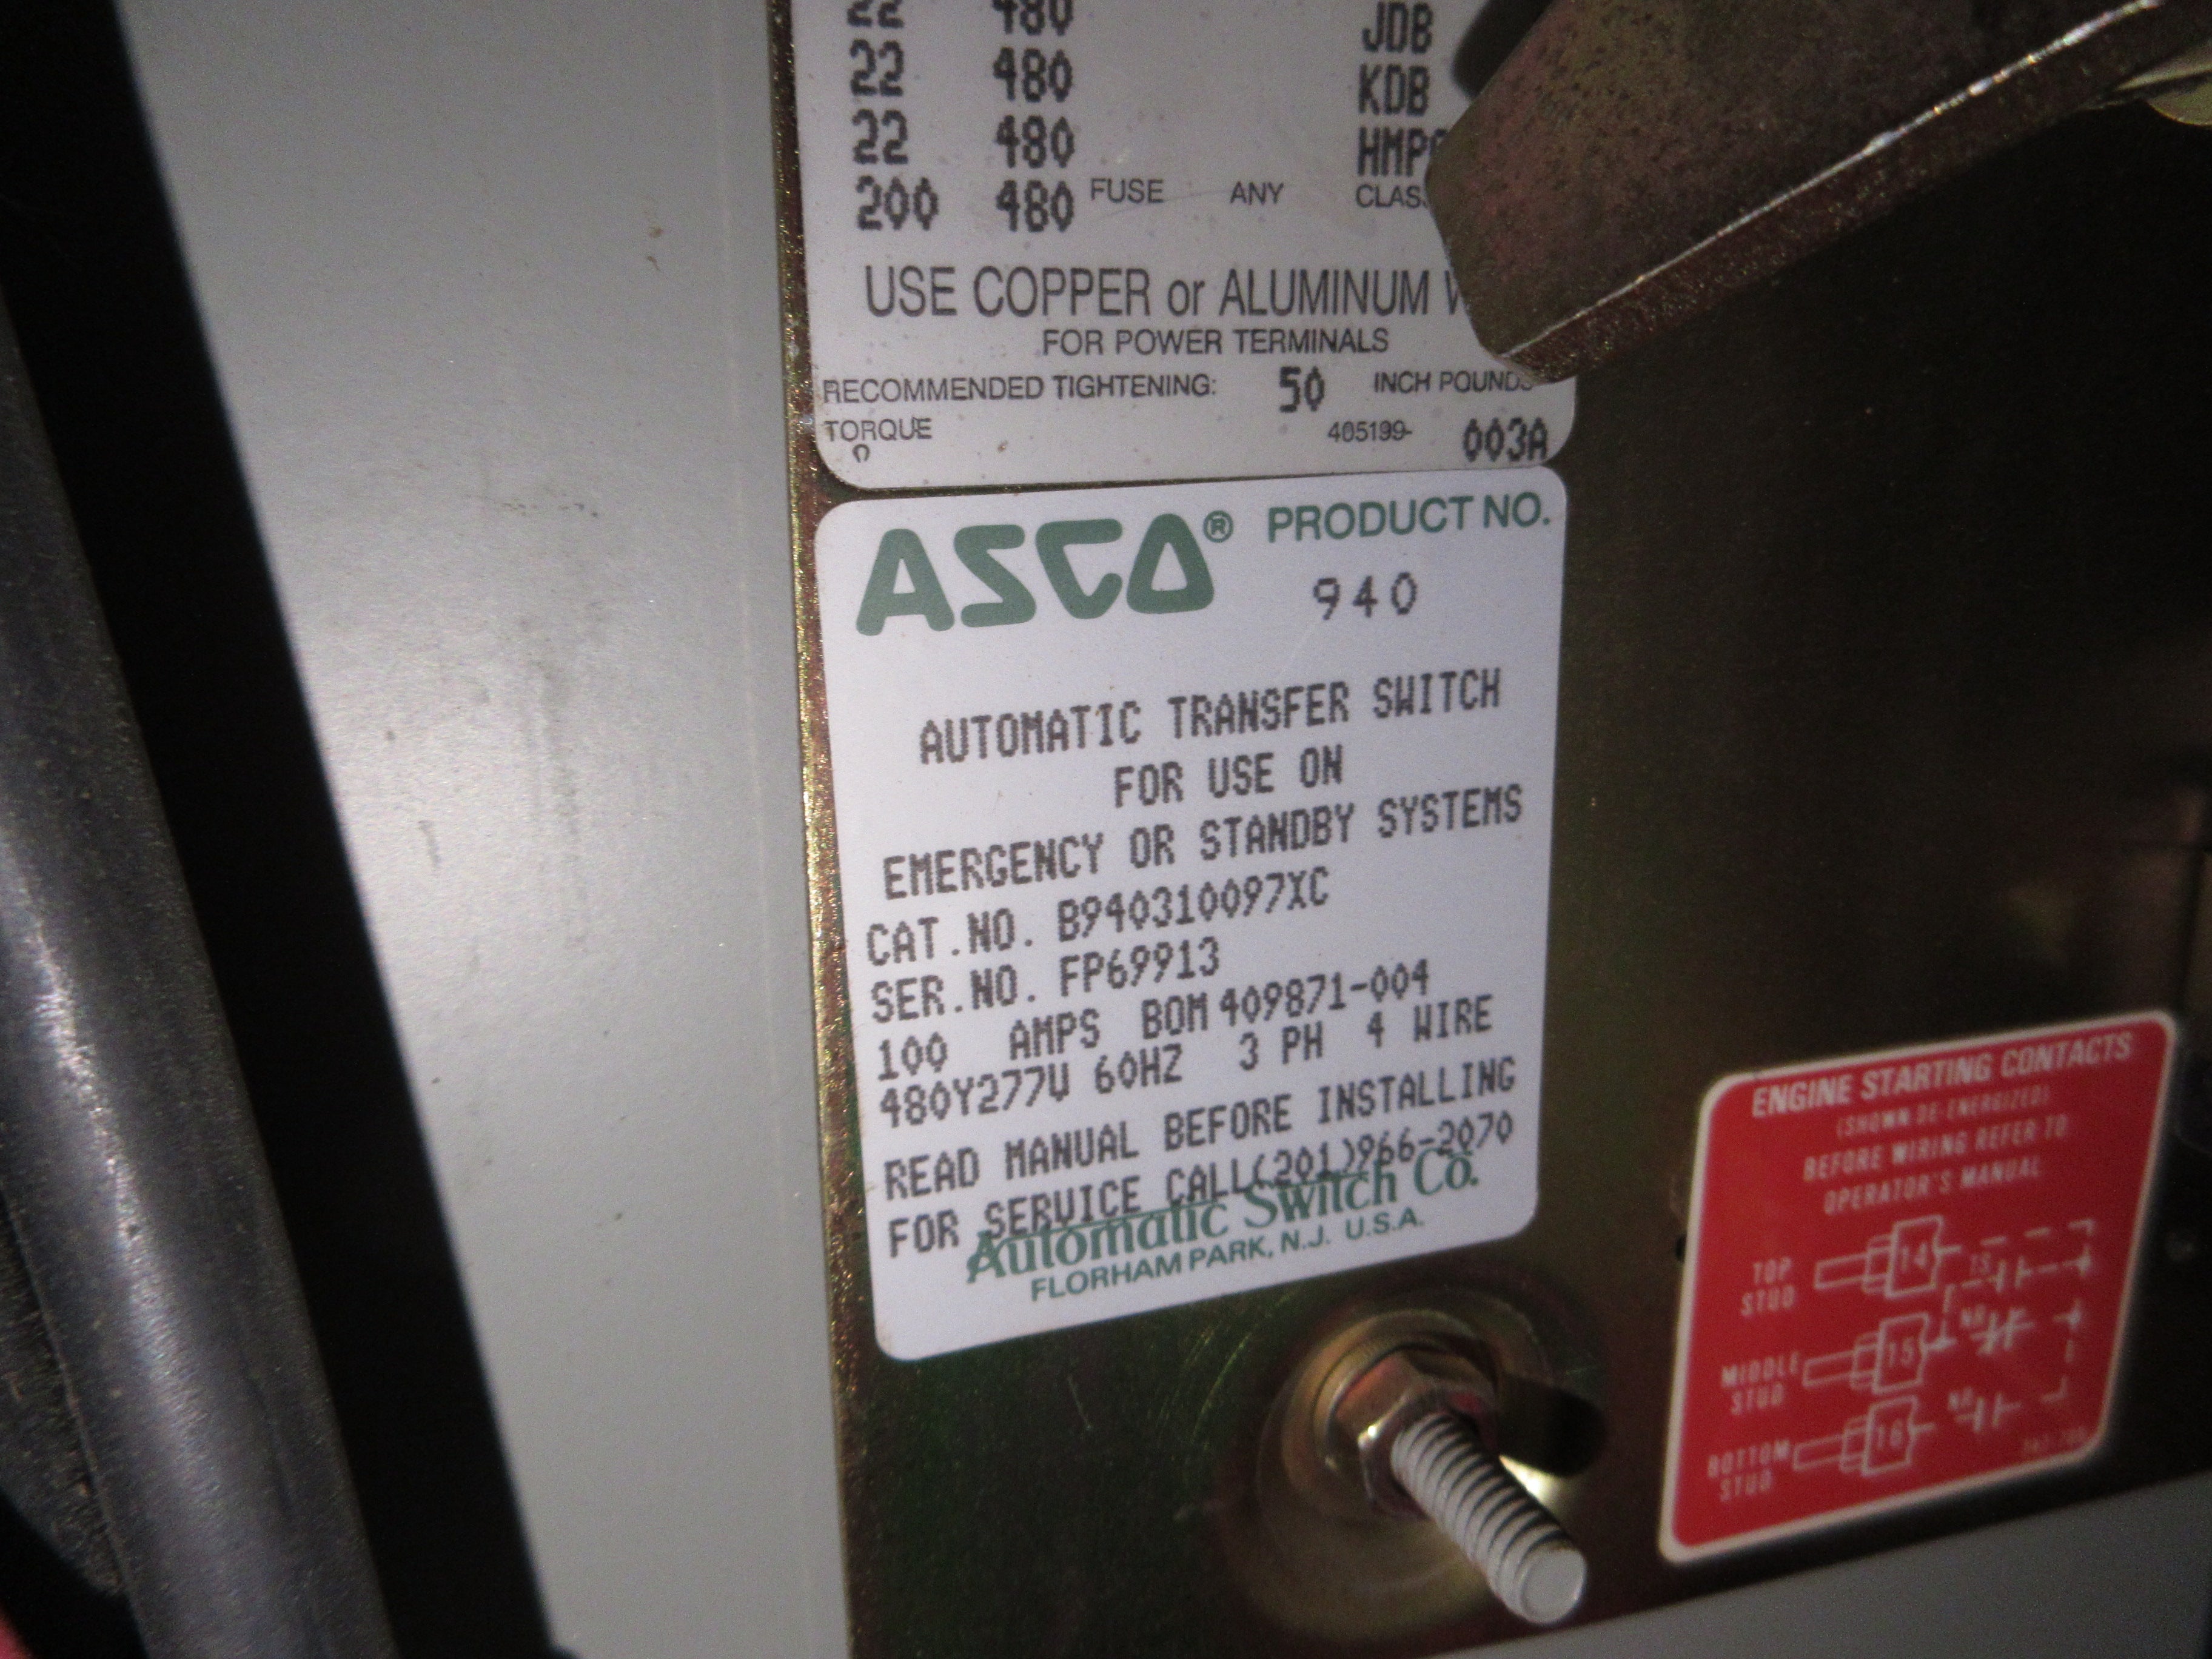 22 480 JDB
22 480 KDB
22 480
200 480 FUSE ANY
USE COPPER or ALUMINUM
FOR POWER TERMINALS
RECOMMENDED TIGHTENING: 50 INCH POUNDS
TORQUE
405199- 003A
ASCO® PRODUCT NO.
940
AUTOMATIC TRANSFER SWITCH
FOR USE ON
EMERGENCY OR STANDBY SYSTEMS
CAT.NO. B940310097XC
SER.NO. FP69913
100 AMPS BOM 409871-004
480Y277V 60HZ 3 PH 4 WIRE
READ MANUAL BEFORE INSTALLING
FOR SERVICE CALL(201)966-2070
Automatic Switch Co.
FLORHAM PARK, N.J. U.S.A.
ENGINE STARTING CONTACTS
(SHOWN DE-ENERGIZED)
BEFORE WIRING REFER TO
OPERATOR'S MANUAL
TOP STUD 14 TS
MIDDLE STUD 15
BOTTOM STUD 16